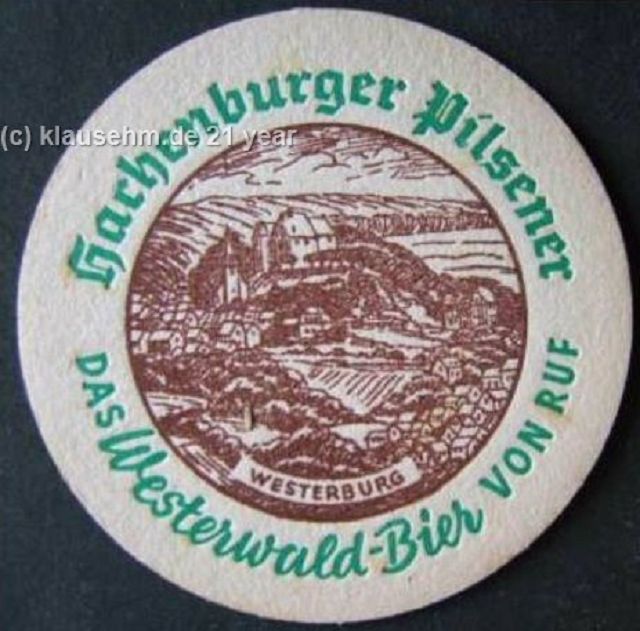 Hachenburger Pilsener
(c) klausehm.de 21 year
WESTERBURG
DAS Westerwald-Bier VON RUF